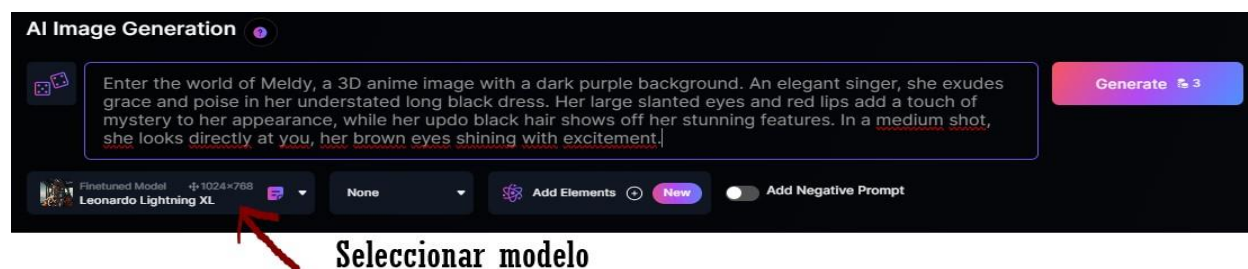 AI Image Generation ?
Enter the world of Meldy, a 3D anime image with a dark purple background. An elegant singer, she exudes
grace and poise in her understated long black dress. Her large slanted eyes and red lips add a touch of
mystery to her appearance, while her updo black hair shows off her stunning features. In a medium shot,
she looks directly at you, her brown eyes shining with excitement.
Generate 3
Finetuned Model 1024×768
Leonardo Lightning XL
None
Add Elements New
Add Negative Prompt
Seleccionar modelo